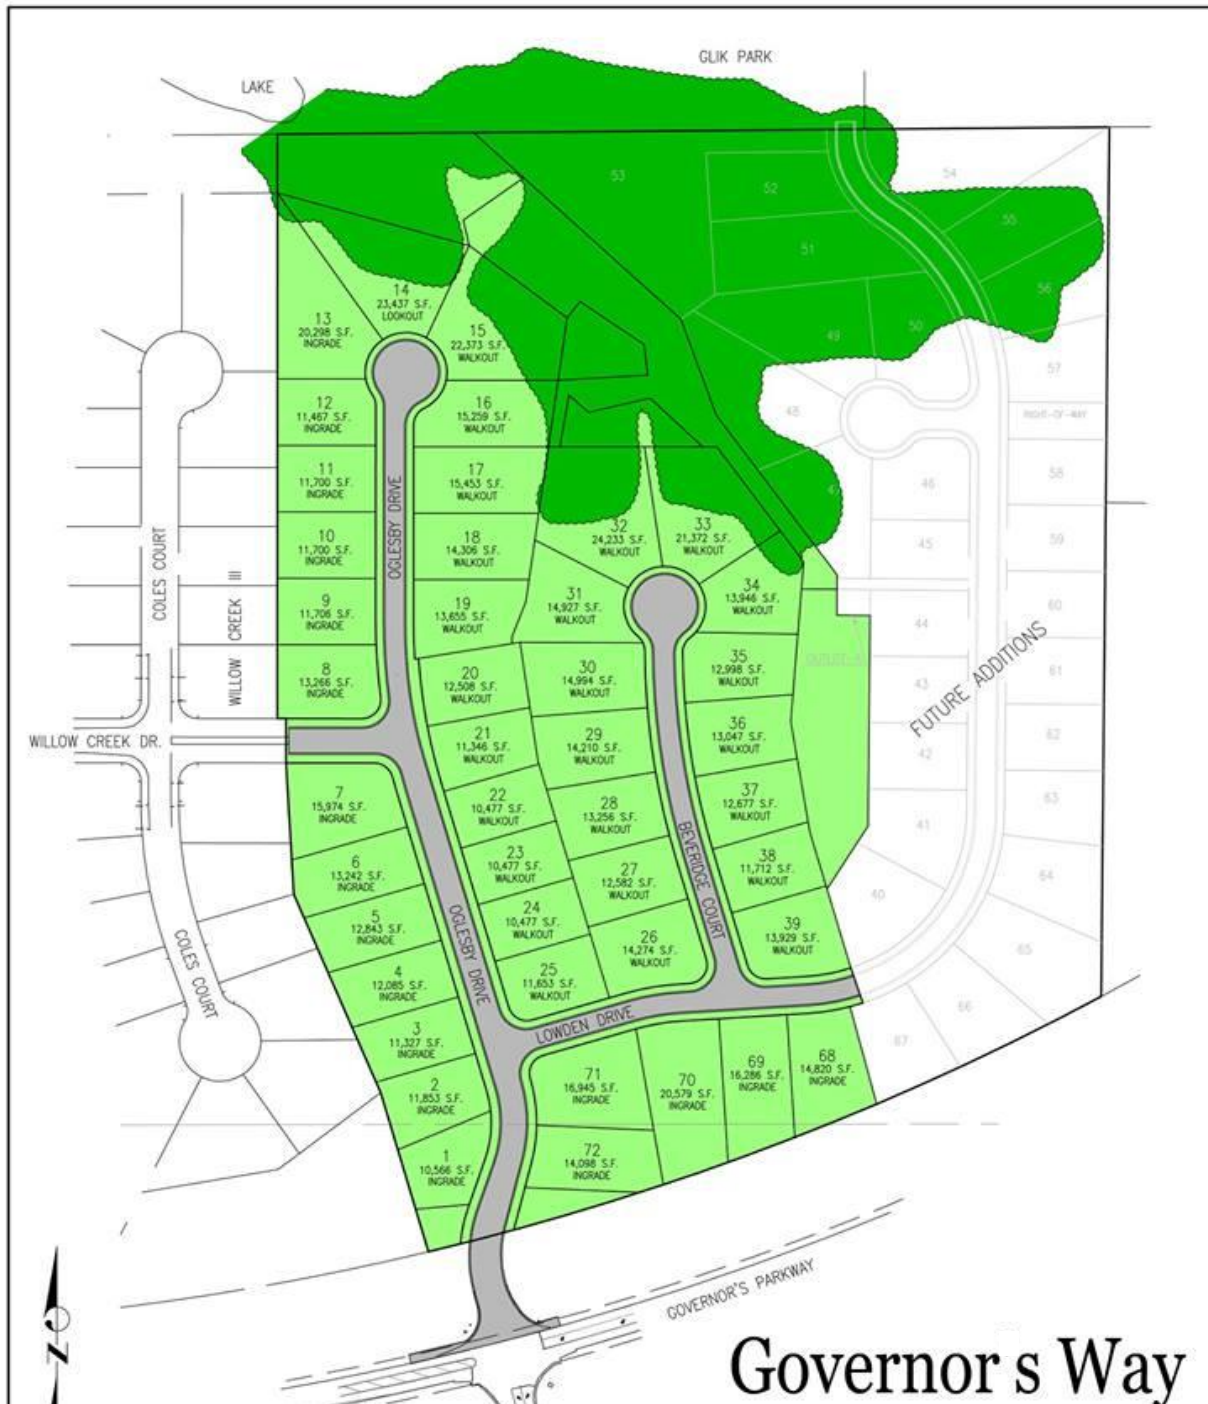 GLIK PARK
LAKE
53
52
54
51
55
56
49
50
57
RIGHT-OF-WAY
48
47
46
58
45
59
44
60
43
61
42
62
41
63
40
64
65
66
67
FUTURE ADDITIONS
14
23,437 S.F.
LOOKOUT
13
20,298 S.F.
INGRADE
15
22,373 S.F.
WALKOUT
12
11,467 S.F.
INGRADE
16
15,259 S.F.
WALKOUT
11
11,700 S.F.
INGRADE
17
15,453 S.F.
WALKOUT
10
11,700 S.F.
INGRADE
18
14,306 S.F.
WALKOUT
9
11,706 S.F.
INGRADE
19
13,655 S.F.
WALKOUT
8
13,266 S.F.
INGRADE
OGLESBY DRIVE
COLES COURT
WILLOW CREEK III
WILLOW CREEK DR.
32
24,233 S.F.
WALKOUT
33
21,372 S.F.
WALKOUT
31
14,927 S.F.
WALKOUT
34
13,946 S.F.
WALKOUT
20
12,508 S.F.
WALKOUT
30
14,994 S.F.
WALKOUT
35
12,998 S.F.
WALKOUT
21
11,346 S.F.
WALKOUT
29
14,210 S.F.
WALKOUT
36
13,047 S.F.
WALKOUT
7
15,974 S.F.
INGRADE
22
10,477 S.F.
WALKOUT
28
13,256 S.F.
WALKOUT
37
12,677 S.F.
WALKOUT
6
13,242 S.F.
INGRADE
23
10,477 S.F.
WALKOUT
27
12,582 S.F.
WALKOUT
38
11,712 S.F.
WALKOUT
5
12,843 S.F.
INGRADE
24
10,477 S.F.
WALKOUT
26
14,274 S.F.
WALKOUT
39
13,929 S.F.
WALKOUT
4
12,085 S.F.
INGRADE
25
11,653 S.F.
WALKOUT
BEVERIDGE COURT
OGLESBY DRIVE
COLES COURT
LOWDEN DRIVE
3
11,327 S.F.
INGRADE
2
11,853 S.F.
INGRADE
1
10,566 S.F.
INGRADE
71
16,945 S.F.
INGRADE
70
20,579 S.F.
INGRADE
69
16,286 S.F.
INGRADE
68
14,820 S.F.
INGRADE
72
14,098 S.F.
INGRADE
GOVERNOR'S PARKWAY
N
Governor s Way